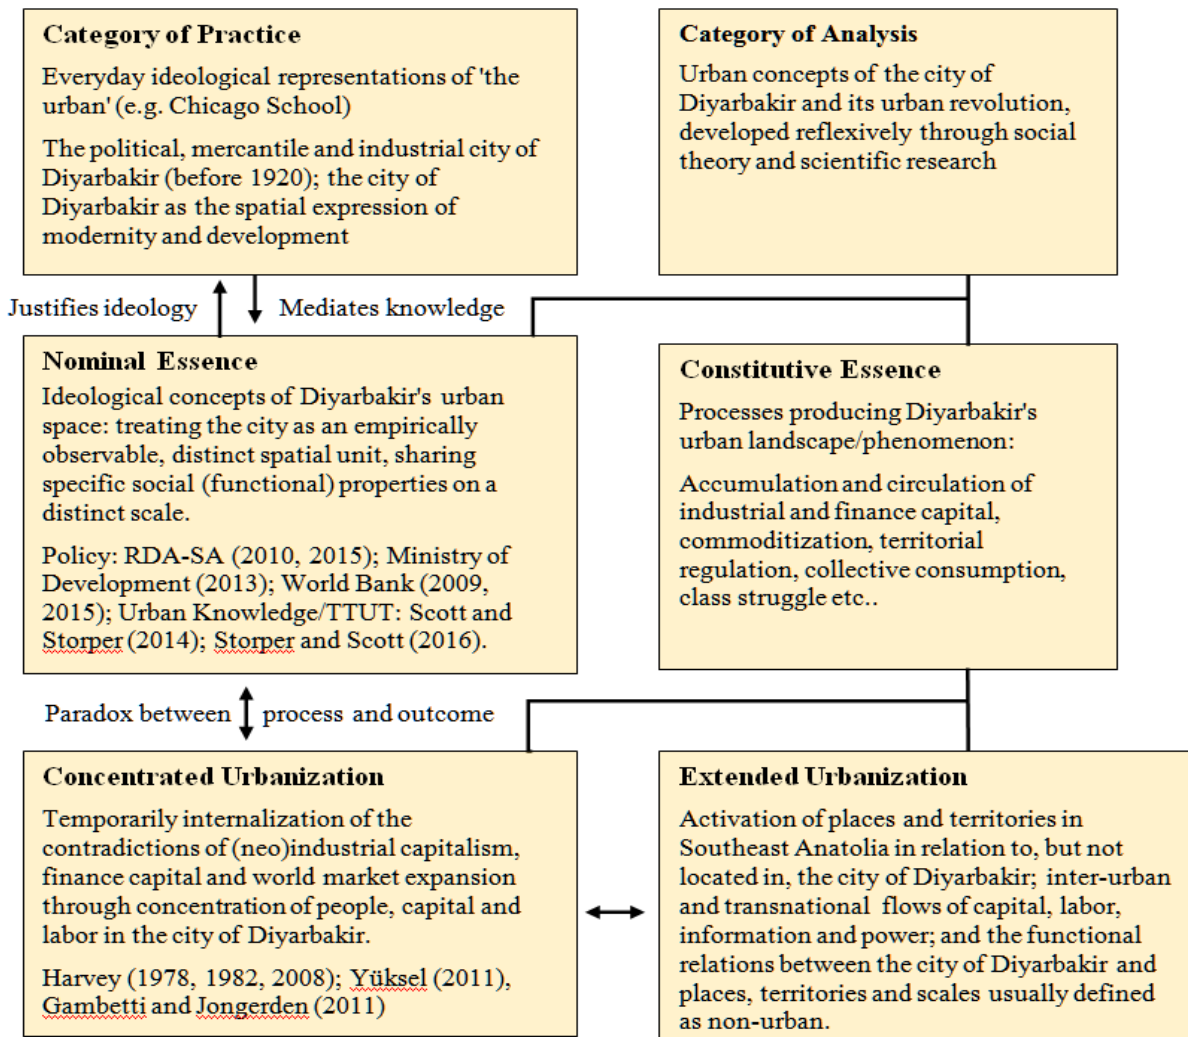 Category of Practice
Everyday ideological representations of 'the
urban' (e.g. Chicago School)
The political, mercantile and industrial city of
Diyarbakir (before 1920); the city of
Diyarbakir as the spatial expression of
modernity and development
Category of Analysis
Urban concepts of the city of
Diyarbakir and its urban revolution,
developed reflexively through social
theory and scientific research
Justifies ideology
Mediates knowledge
Nominal Essence
Ideological concepts of Diyarbakir's urban
space: treating the city as an empirically
observable, distinct spatial unit, sharing
specific social (functional) properties on a
distinct scale.
Policy: RDA-SA (2010, 2015); Ministry of
Development (2013); World Bank (2009,
2015); Urban Knowledge/TTUT: Scott and
Storper (2014); Storper and Scott (2016).
Constitutive Essence
Processes producing Diyarbakir's
urban landscape/phenomenon:
Accumulation and circulation of
industrial and finance capital,
commoditization, territorial
regulation, collective consumption,
class struggle etc..
Paradox between process and outcome
Concentrated Urbanization
Temporarily internalization of the
contradictions of (neo)industrial capitalism,
finance capital and world market expansion
through concentration of people, capital and
labor in the city of Diyarbakir.
Harvey (1978, 1982, 2008); Yüksel (2011),
Gambetti and Jongerden (2011)
Extended Urbanization
Activation of places and territories in
Southeast Anatolia in relation to, but not
located in, the city of Diyarbakir; inter-urban
and transnational flows of capital, labor,
information and power; and the functional
relations between the city of Diyarbakir and
places, territories and scales usually defined
as non-urban.